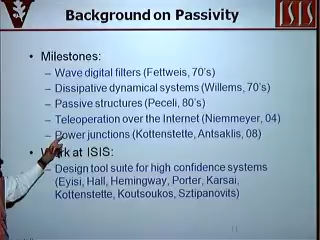 Background on Passivity
ISIS
• Milestones:
– Wave digital filters (Fettweis, 70's)
– Dissipative dynamical systems (Willems, 70's)
– Passive structures (Peceli, 80's)
– Teleoperation over the Internet (Niemmeyer, 04)
– Power junctions (Kottenstette, Antsaklis, 08)
• Work at ISIS:
– Design tool suite for high confidence systems
(Eyisi, Hall, Hemingway, Porter, Karsai,
Kottenstette, Koutsoukos, Sztipanovits)
11